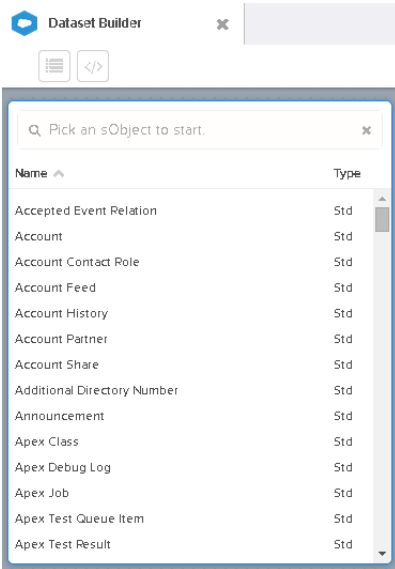 Dataset Builder
</>
Pick an sObject to start.
Name Type
Accepted Event Relation Std
Account Std
Account Contact Role Std
Account Feed Std
Account History Std
Account Partner Std
Account Share Std
Additional Directory Number Std
Announcement Std
Apex Class Std
Apex Debug Log Std
Apex Job Std
Apex Test Queue Item Std
Apex Test Result Std